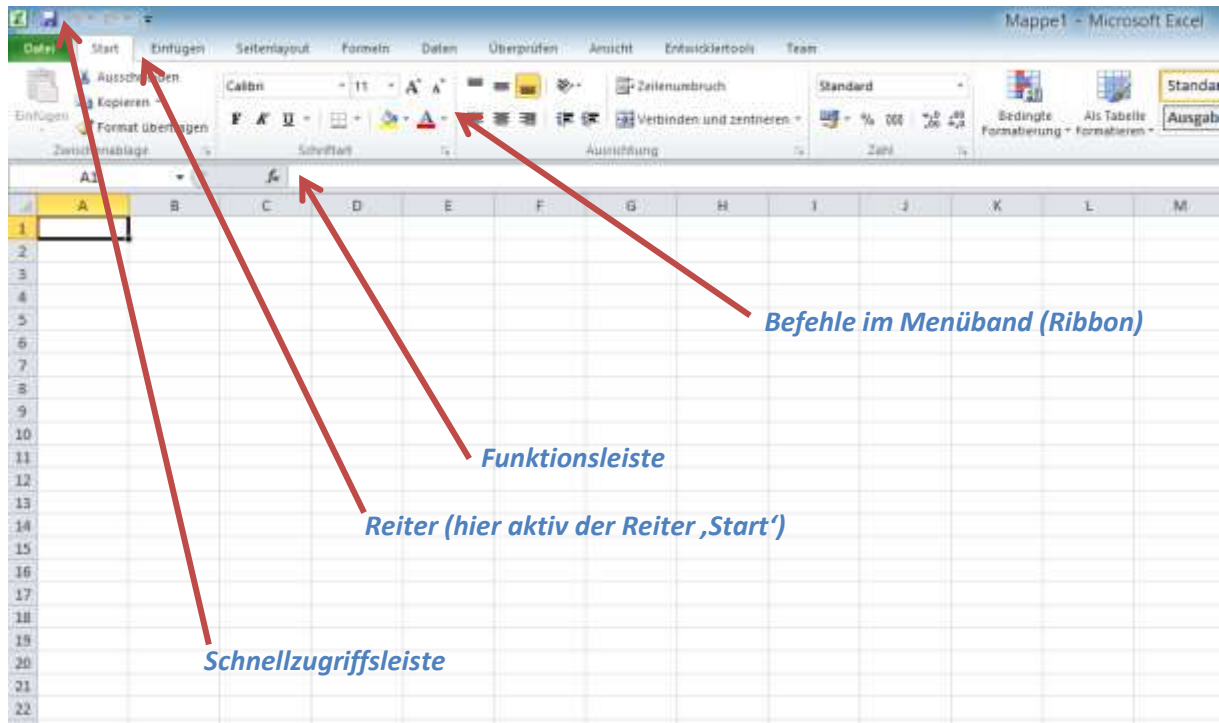 Mappe1 - Microsoft Excel
Datei Start Einfügen Seitenlayout Formeln Daten Überprüfen Ansicht Entwicklertools Team
Calibri 11 A A Zeilenumbruch Standard Standar
Kopieren
Einfügen Format übertragen F K U A Verbinden und zentrieren % 000 Bedingte Formatierung Als Tabelle formatieren Ausgab
Zwischenablage Schriftart Ausrichtung Zahl
A1 fx
A B C D E F G H I J K L M
1
2
3
4
5
Befehle im Menüband (Ribbon)
6
7
8
9
10
11
Funktionsleiste
12
13
14
Reiter (hier aktiv der Reiter ‚Start‘)
15
16
17
18
19
20
Schnellzugriffsleiste
21
22